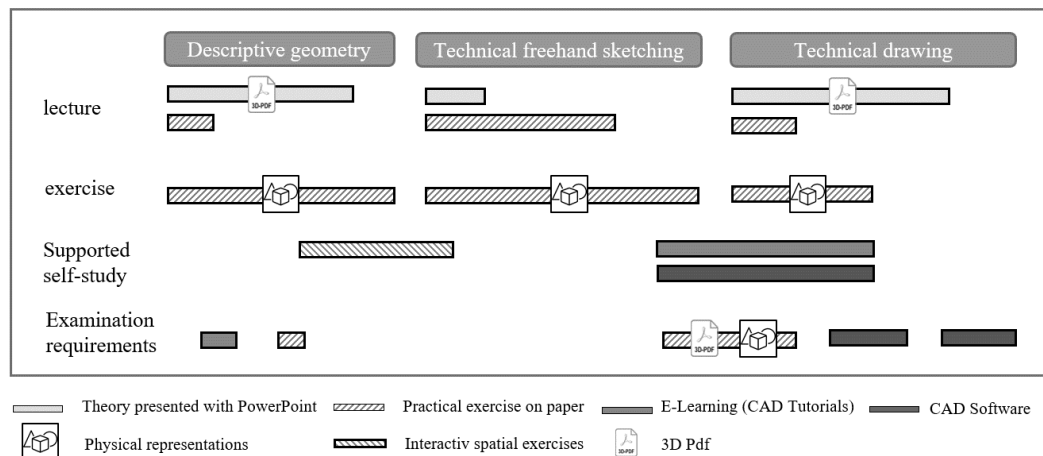 Descriptive geometry
Technical freehand sketching
Technical drawing
lecture
3D-PDF
3D-PDF
exercise
Supported
self-study
Examination
requirements
3D-PDF
Theory presented with PowerPoint
Practical exercise on paper
E-Learning (CAD Tutorials)
CAD Software
Physical representations
Interactiv spatial exercises
3D-PDF
3D Pdf